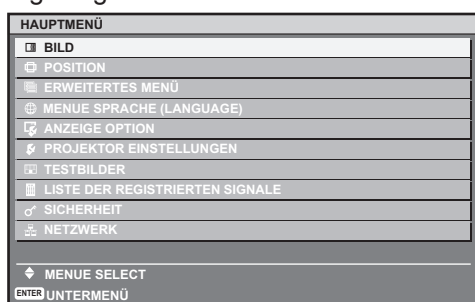 HAUPTMENÜ
BILD
POSITION
ERWEITERTES MENÜ
MENUE SPRACHE (LANGUAGE)
ANZEIGE OPTION
PROJEKTOR EINSTELLUNGEN
TESTBILDER
LISTE DER REGISTRIERTEN SIGNALE
SICHERHEIT
NETZWERK
MENUE SELECT
ENTER UNTERMENÜ